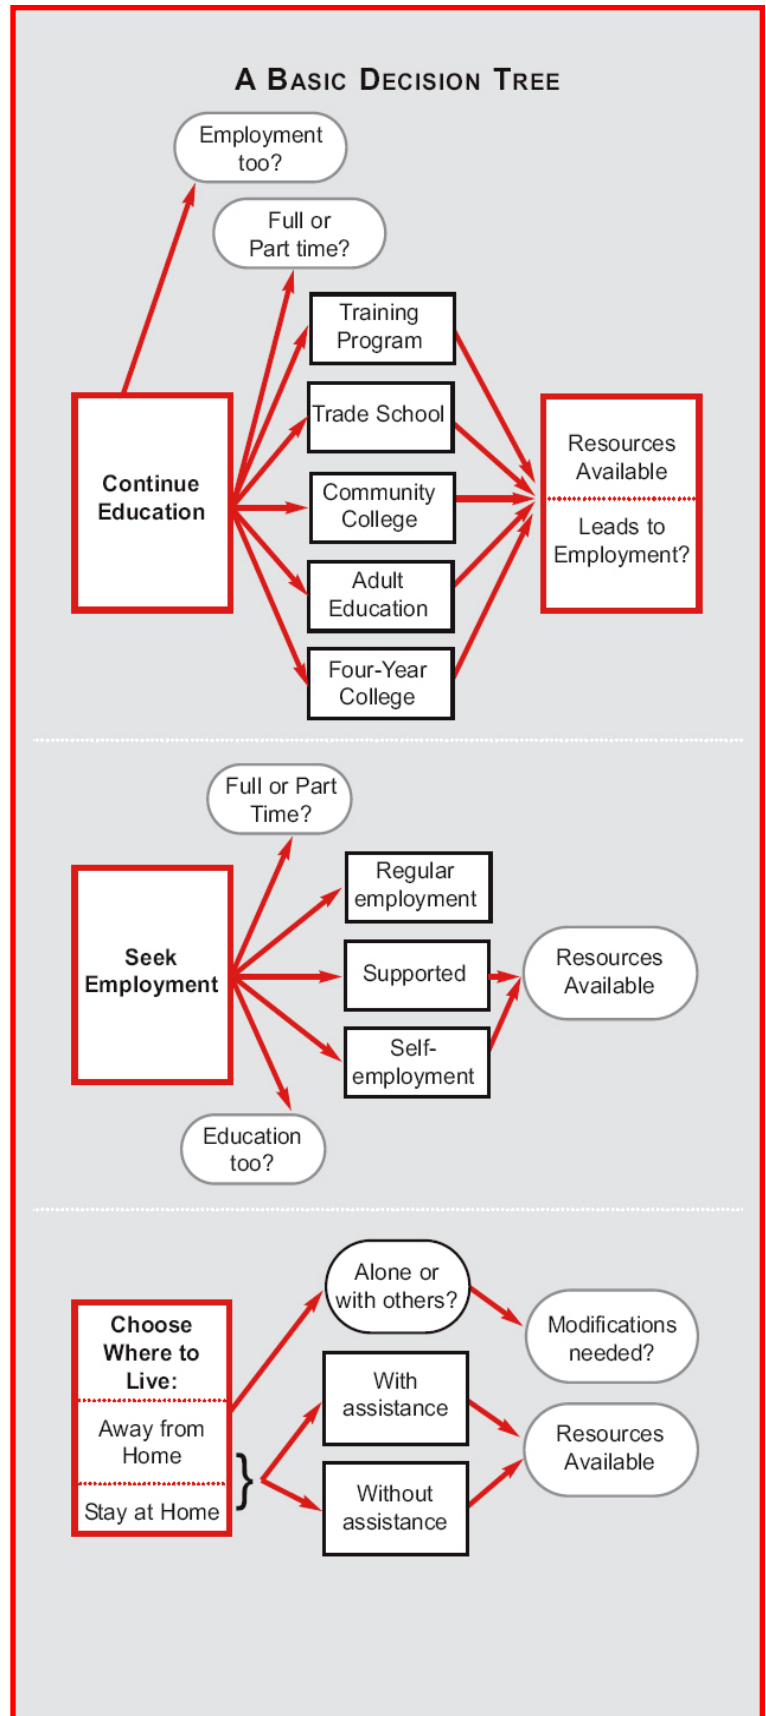 A BASIC DECISION TREE
Employment
too?
Full or
Part time?
Training
Program
Trade School
Community
College
Adult
Education
Four-Year
College
Continue
Education
Resources
Available
Leads to
Employment?
Full or Part
Time?
Regular
employment
Seek
Employment
Supported
Self-
employment
Resources
Available
Education
too?
Choose
Where to
Live:
Away from
Home
Stay at Home
}
Alone or
with others?
Modifications
needed?
With
assistance
Without
assistance
Resources
Available